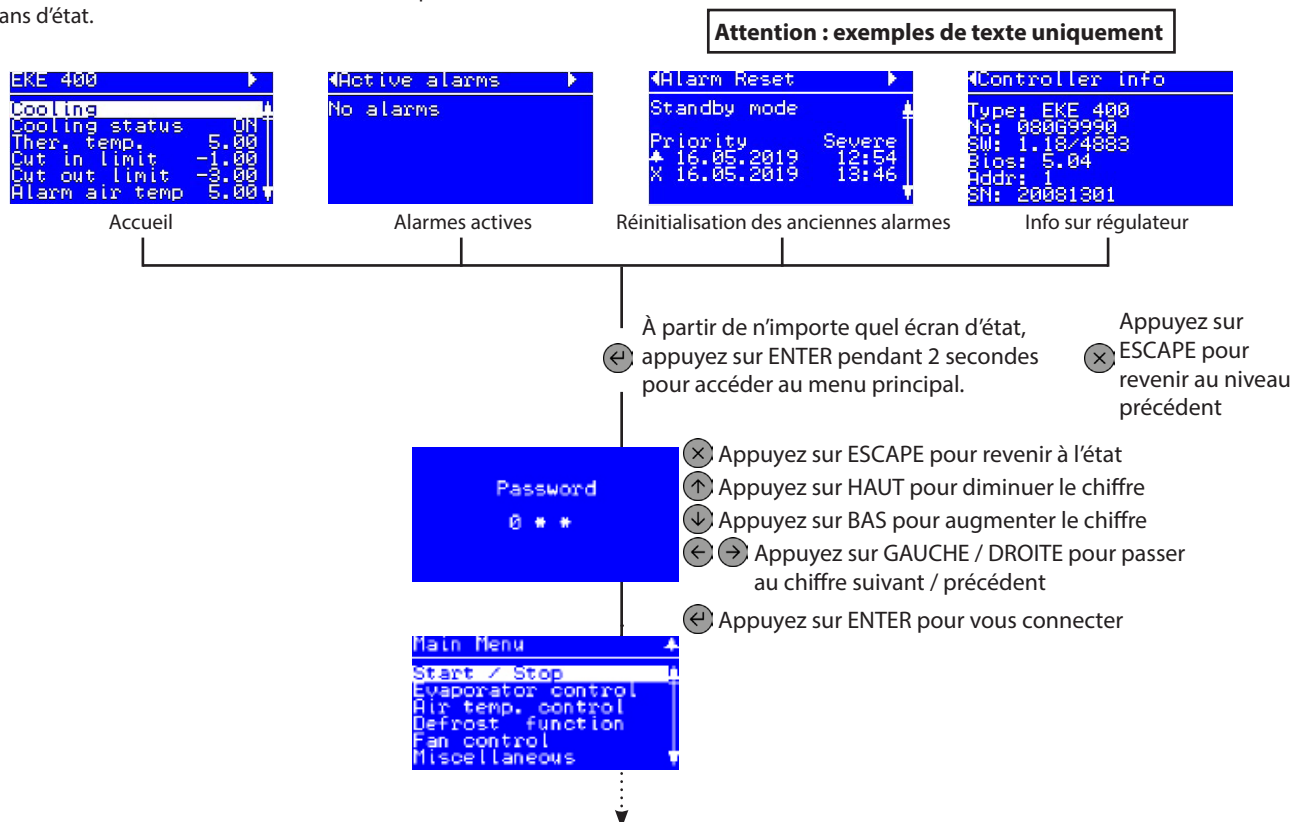 ans d'état.
Attention : exemples de texte uniquement
EKE 400
Cooling
Cooling status ON
Ther. temp. 5.00
Cut in limit -1.00
Cut out limit -3.00
Alarm air temp 5.00
Accueil
Active alarms
No alarms
Alarmes actives
Alarm Reset
Standby mode
Priority Severe
16.05.2019 12:54
X 16.05.2019 13:46
Réinitialisation des anciennes alarmes
Controller info
Type: EKE 400
No: 080G9990
SW: 1.18/4883
Bios: 5.04
Addr: 1
SN: 20081301
Info sur régulateur
À partir de n'importe quel écran d'état,
appuyez sur ENTER pendant 2 secondes
pour accéder au menu principal.
Appuyez sur
ESCAPE pour
revenir au niveau
précédent
Password
0 * *
Appuyez sur ESCAPE pour revenir à l'état
Appuyez sur HAUT pour diminuer le chiffre
Appuyez sur BAS pour augmenter le chiffre
Appuyez sur GAUCHE / DROITE pour passer
au chiffre suivant / précédent
Appuyez sur ENTER pour vous connecter
Main Menu
Start / Stop
Evaporator control
Air temp. control
Defrost function
Fan control
Miscellaneous